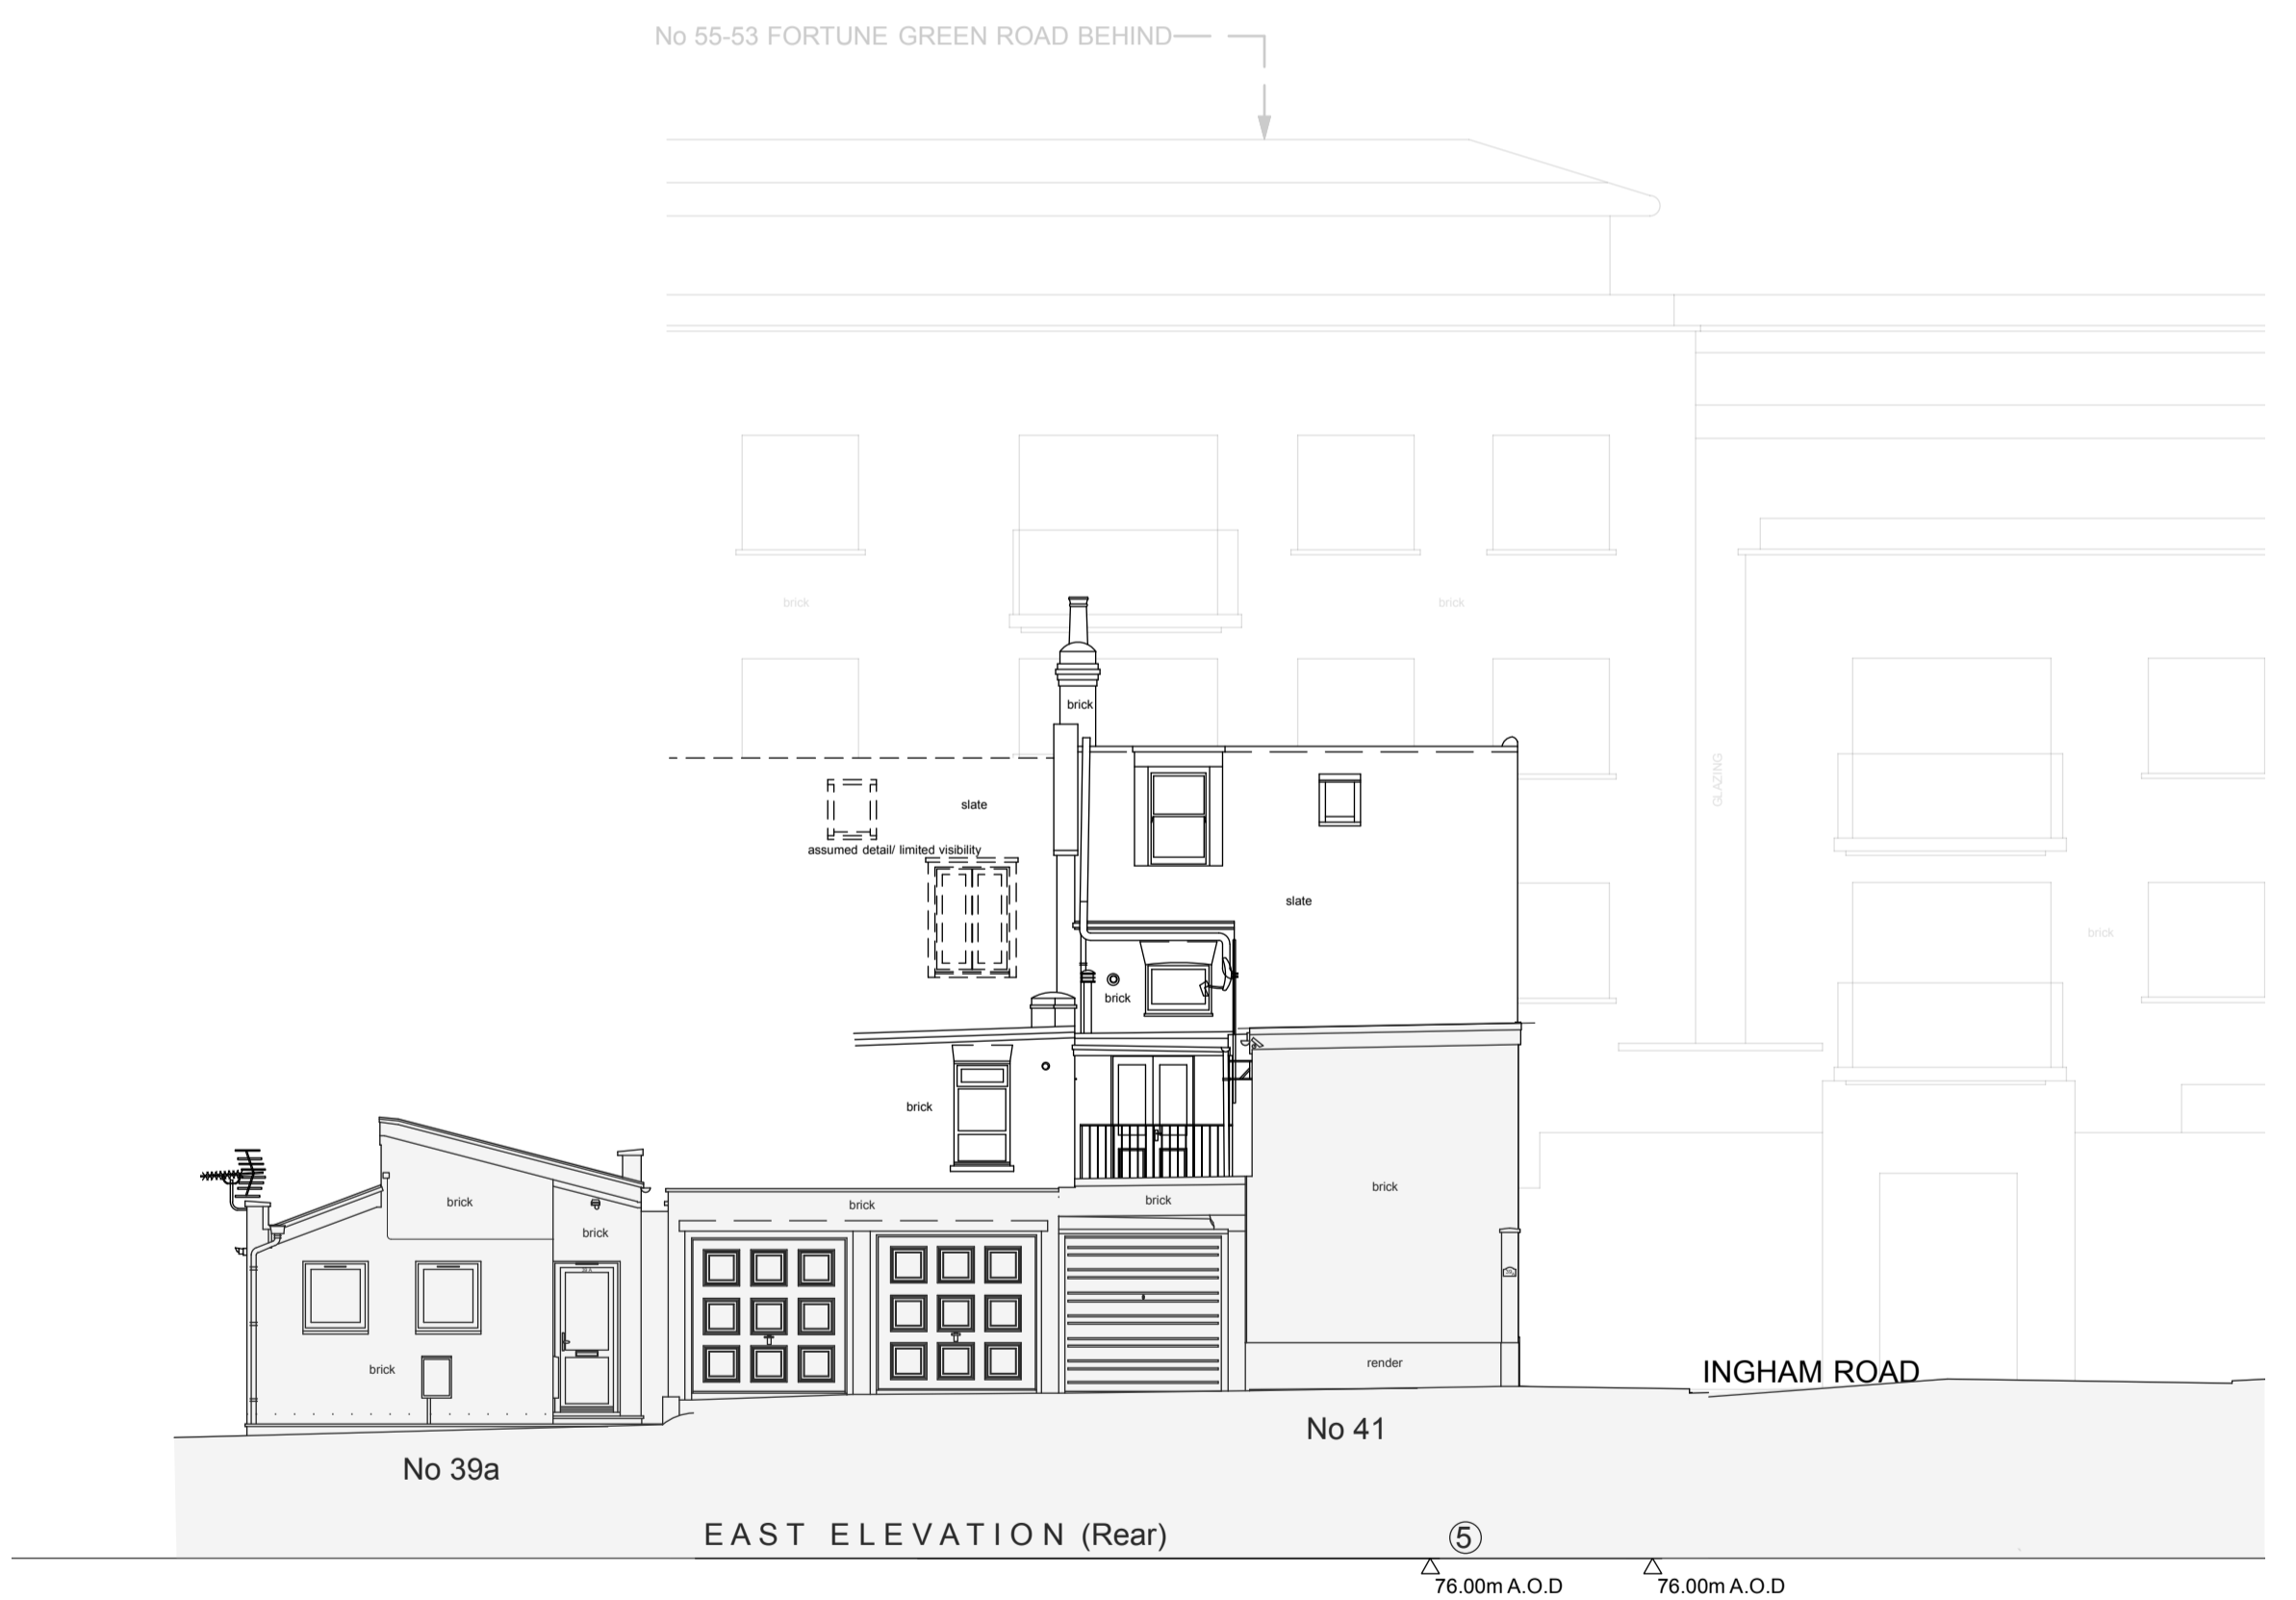 No 55-53 FORTUNE GREEN ROAD BEHIND
brick
brick
brick
GLAZING
slate
assumed detail/ limited visibility
slate
brick
brick
brick
brick
brick
brick
brick
brick
brick
39 A
brick
render
INGHAM ROAD
No 41
No 39a
EAST ELEVATION (Rear)
5
76.00m A.O.D
76.00m A.O.D